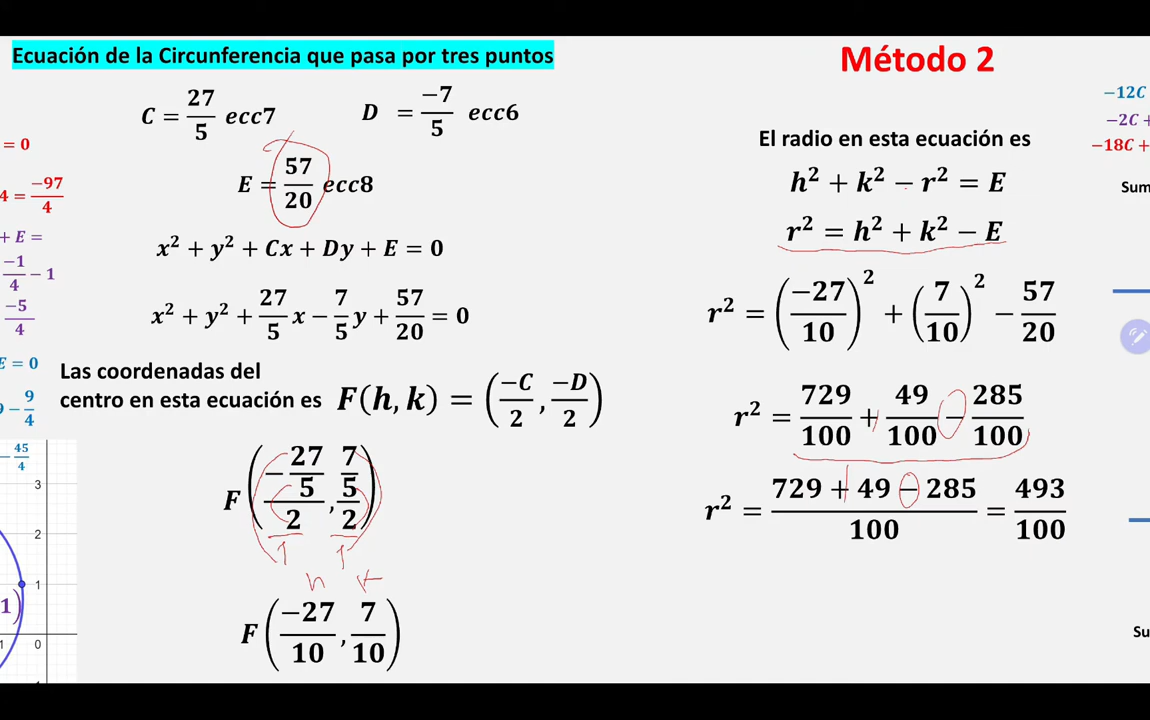 Ecuación de la Circunferencia que pasa por tres puntos
C = 27/5 ecc7
D = -7/5 ecc6
E = 57/20 ecc8
x² + y² + Cx + Dy + E = 0
x² + y² + 27/5 x − 7/5 y + 57/20 = 0
Las coordenadas del
centro en esta ecuación es F(h, k) = (−C/2, −D/2)
F(−(27/5)/2, (7/5)/2)
h k
F(−27/10, 7/10)
= 0
4 = −97/4
+ E =
−1/4 − 1
−5/4
E = 0
9 − 9/4
− 45/4
3
2
1
1)
0
Método 2
El radio en esta ecuación es
h² + k² − r² = E
r² = h² + k² − E
r² = (−27/10)² + (7/10)² − 57/20
r² = 729/100 + 49/100 − 285/100
r² = (729 + 49 − 285)/100 = 493/100
−12C
−2C +
−18C +
Sum
Su